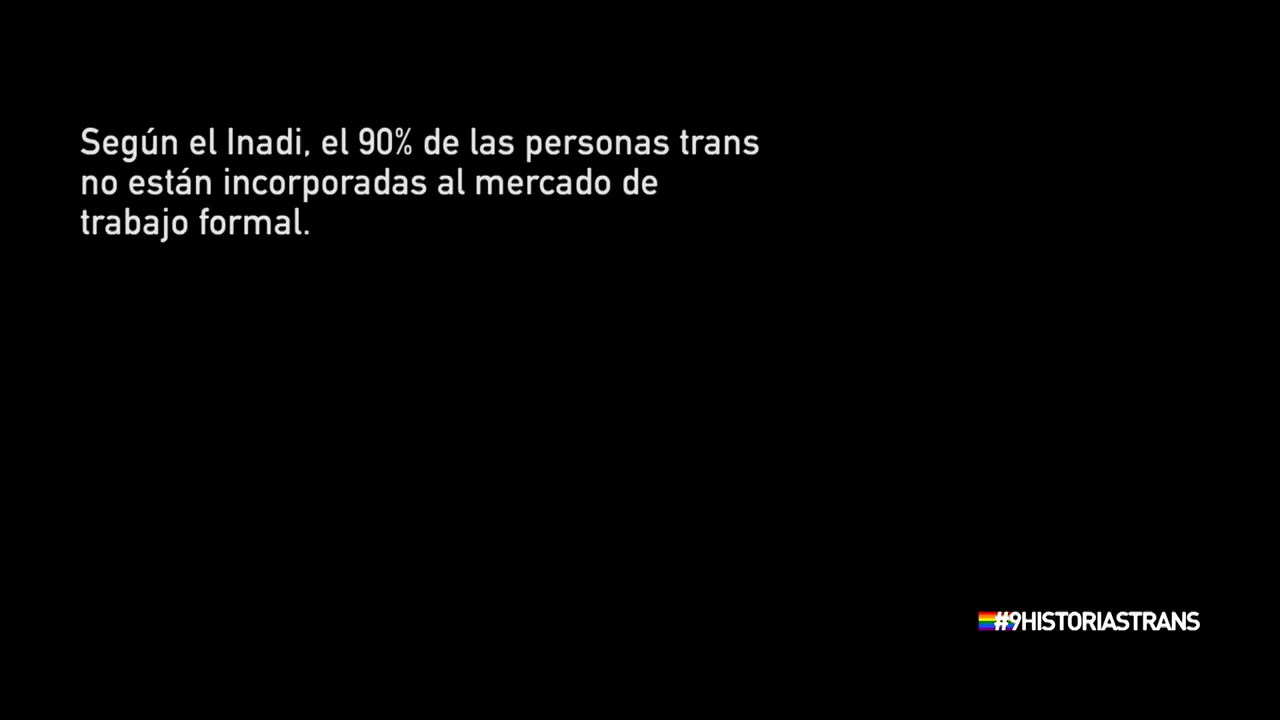 Según el Inadi, el 90% de las personas trans
no están incorporadas al mercado de
trabajo formal.
#9HISTORIASTRANS